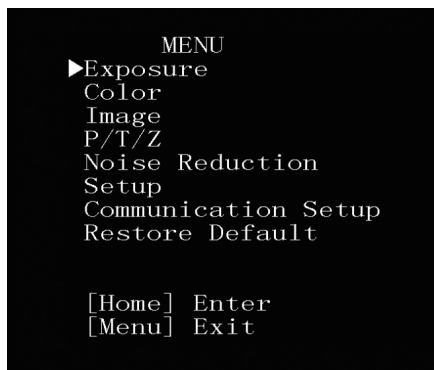 MENU
▶Exposure
Color
Image
P/T/Z
Noise Reduction
Setup
Communication Setup
Restore Default
[Home] Enter
[Menu] Exit